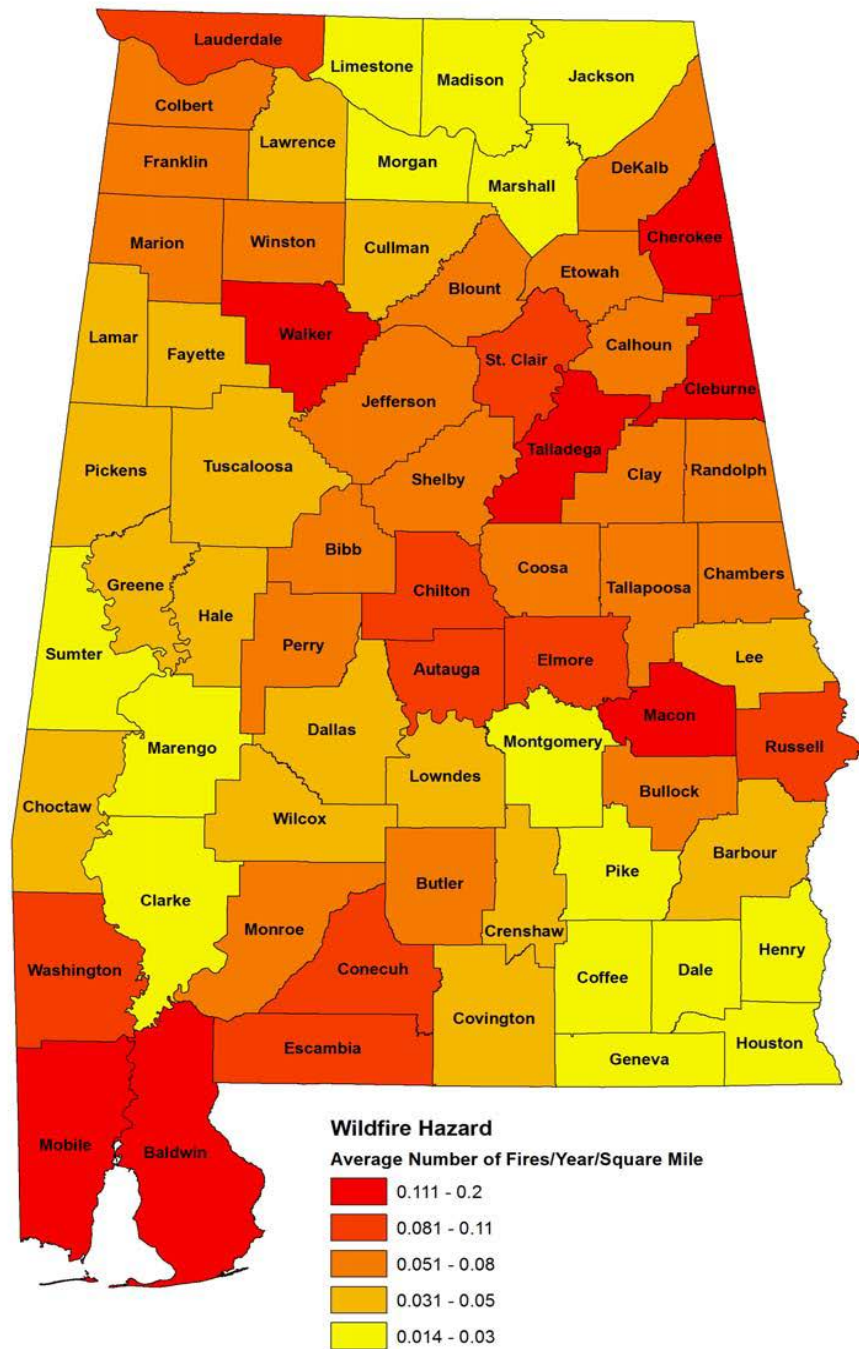 Lauderdale
Limestone
Madison
Jackson
Colbert
Lawrence
Franklin
Morgan
Marshall
DeKalb
Marion
Winston
Cullman
Cherokee
Etowah
Blount
Lamar
Fayette
Walker
St. Clair
Calhoun
Cleburne
Jefferson
Pickens
Tuscaloosa
Talladega
Shelby
Clay
Randolph
Bibb
Greene
Hale
Chilton
Coosa
Tallapoosa
Chambers
Sumter
Perry
Autauga
Elmore
Lee
Macon
Marengo
Dallas
Montgomery
Russell
Choctaw
Lowndes
Bullock
Wilcox
Barbour
Clarke
Butler
Pike
Monroe
Crenshaw
Washington
Conecuh
Coffee
Dale
Henry
Covington
Escambia
Geneva
Houston
Mobile
Baldwin
Wildfire Hazard
Average Number of Fires/Year/Square Mile
0.111 - 0.2
0.081 - 0.11
0.051 - 0.08
0.031 - 0.05
0.014 - 0.03